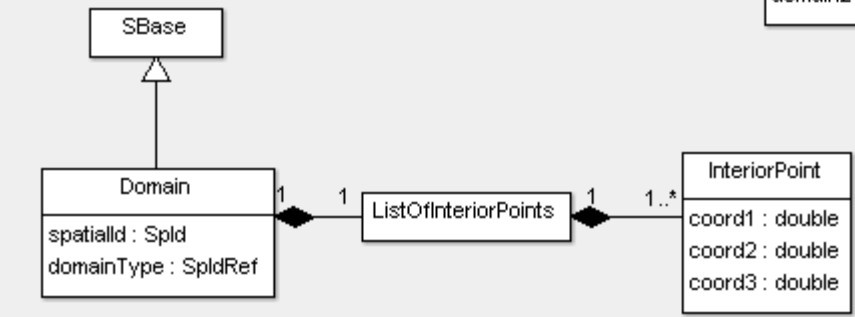 SBase
Domain
spatialId : SpId
domainType : SpIdRef
1
1
ListOfInteriorPoints
1
1..*
InteriorPoint
coord1 : double
coord2 : double
coord3 : double